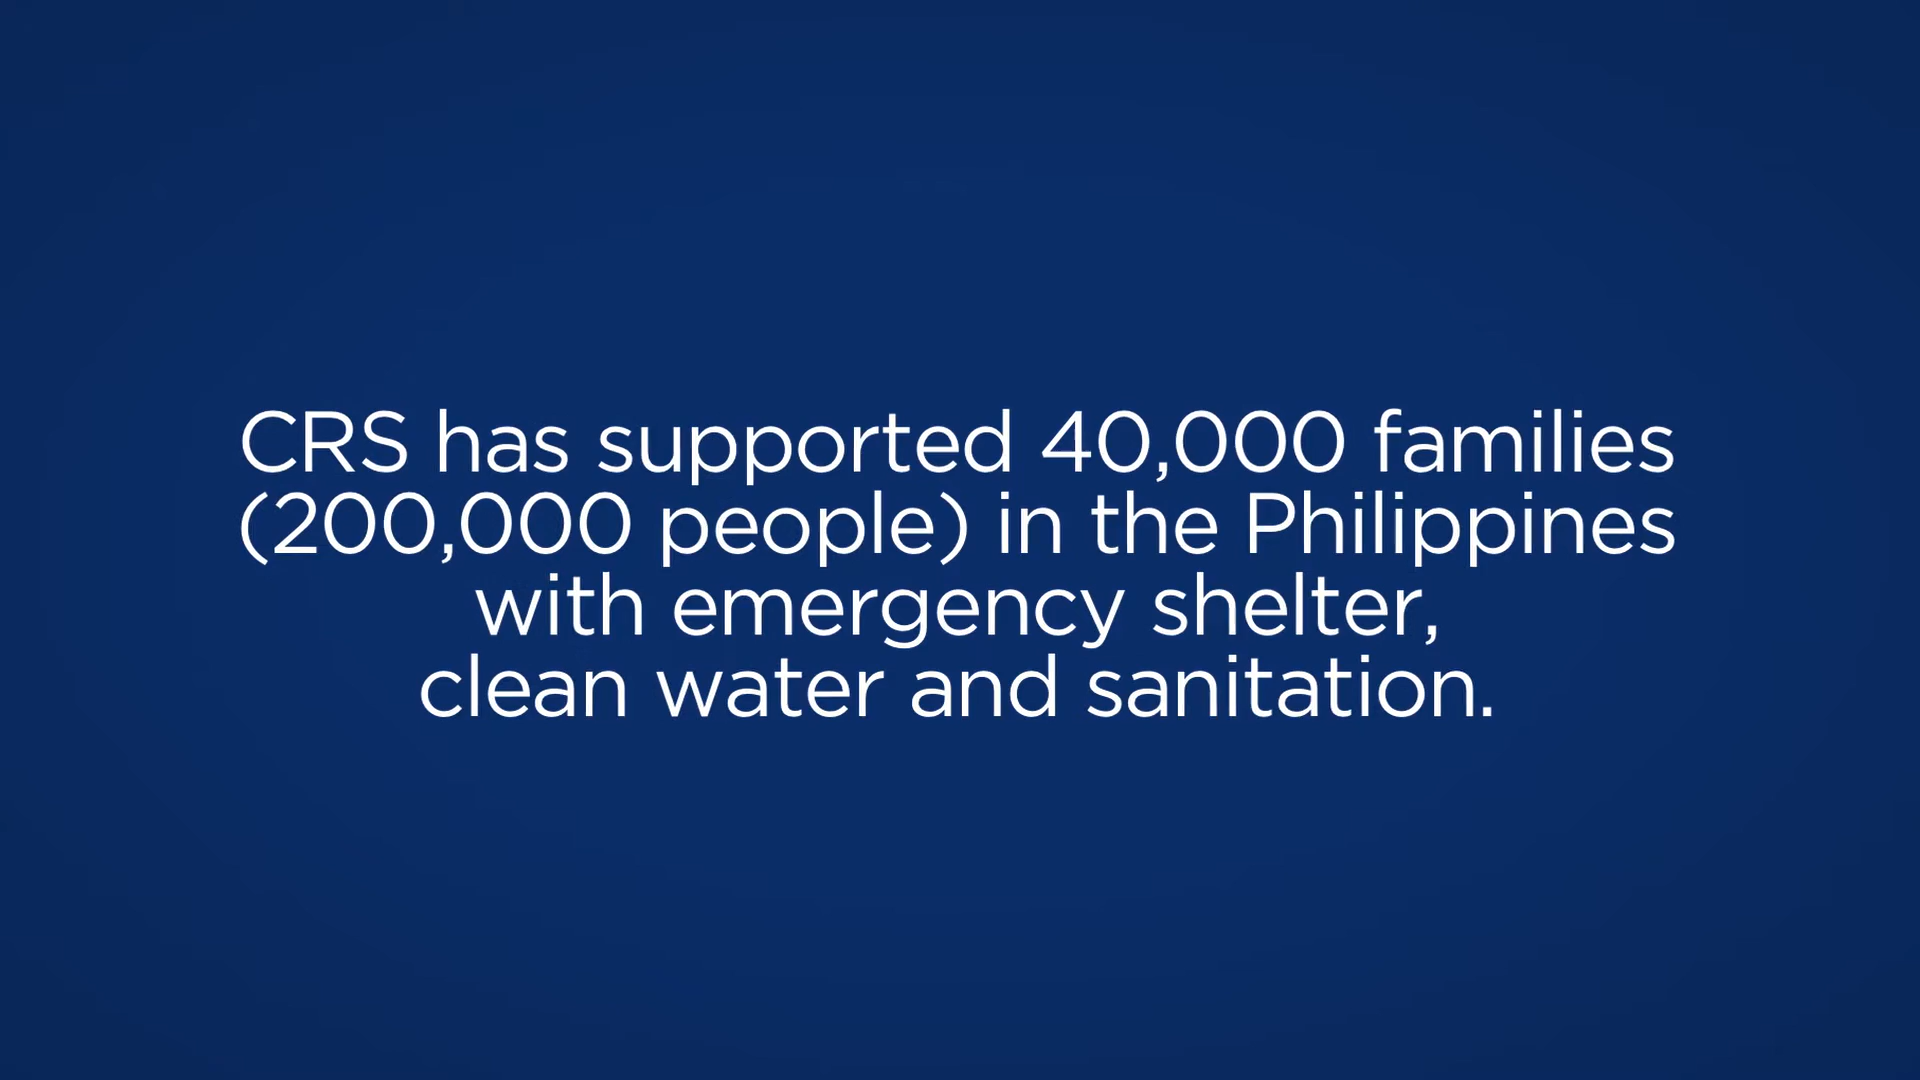 CRS has supported 40,000 families
(200,000 people) in the Philippines
with emergency shelter,
clean water and sanitation.